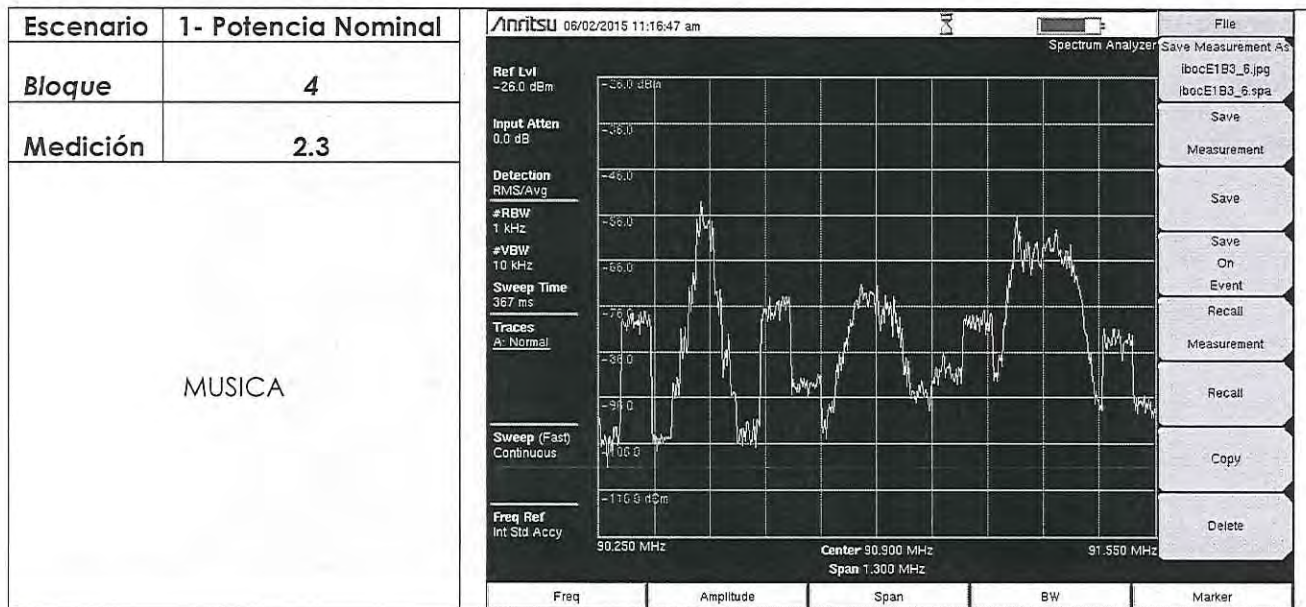 Escenario 1- Potencia Nominal
Bloque 4
Medición 2.3
MUSICA
Anritsu 06/02/2015 11:16:47 am
Spectrum Analyzer
Ref Lvl
-26.0 dBm
Input Atten
0.0 dB
Detection
RMS/Avg
#RBW
1 kHz
#VBW
10 kHz
Sweep Time
367 ms
Traces
A: Normal
Sweep (Fast)
Continuous
Freq Ref
Int Std Accy
-26.0 dBm
-36.0
-46.0
-56.0
-66.0
-96.0
-106.0
-116.0 dBm
90.250 MHz
Center 90.900 MHz
91.550 MHz
Span 1.300 MHz
File
Save Measurement As
ibocE1B3_6.jpg
ibocE1B3_6.spa
Save
Measurement
Save
Save
On
Event
Recall
Measurement
Recall
Copy
Delete
Freq Amplitude Span BW Marker